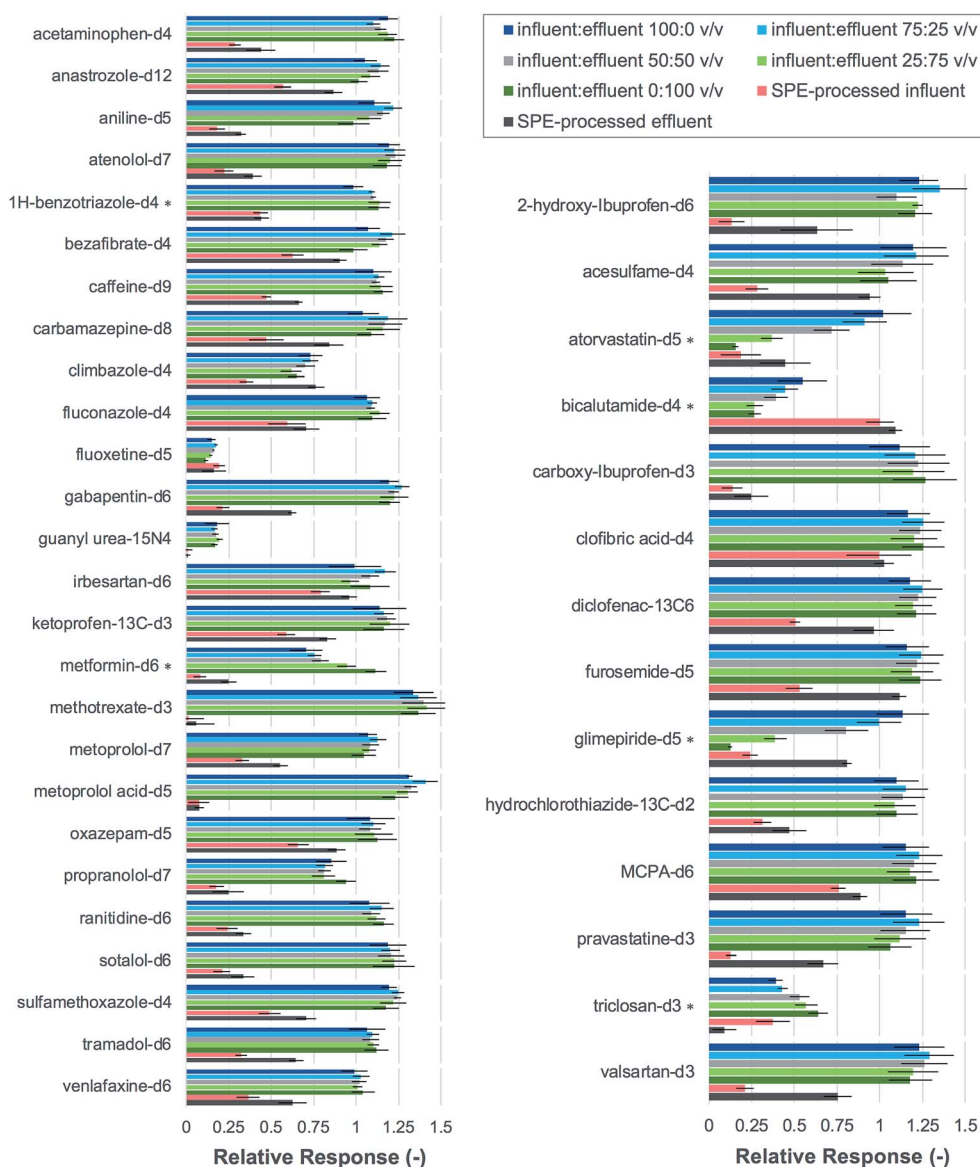 influent:effluent 100:0 v/v
influent:effluent 75:25 v/v
influent:effluent 50:50 v/v
influent:effluent 25:75 v/v
influent:effluent 0:100 v/v
SPE-processed influent
SPE-processed effluent
acetaminophen-d4
anastrozole-d12
aniline-d5
atenolol-d7
1H-benzotriazole-d4 *
bezafibrate-d4
caffeine-d9
carbamazepine-d8
climbazole-d4
fluconazole-d4
fluoxetine-d5
gabapentin-d6
guanyl urea-15N4
irbesartan-d6
ketoprofen-13C-d3
metformin-d6 *
methotrexate-d3
metoprolol-d7
metoprolol acid-d5
oxazepam-d5
propranolol-d7
ranitidine-d6
sotalol-d6
sulfamethoxazole-d4
tramadol-d6
venlafaxine-d6
0 0.25 0.5 0.75 1 1.25 1.5
Relative Response (-)
2-hydroxy-Ibuprofen-d6
acesulfame-d4
atorvastatin-d5 *
bicalutamide-d4 *
carboxy-Ibuprofen-d3
clofibric acid-d4
diclofenac-13C6
furosemide-d5
glimepiride-d5 *
hydrochlorothiazide-13C-d2
MCPA-d6
pravastatine-d3
triclosan-d3 *
valsartan-d3
0 0.25 0.5 0.75 1 1.25 1.5
Relative Response (-)